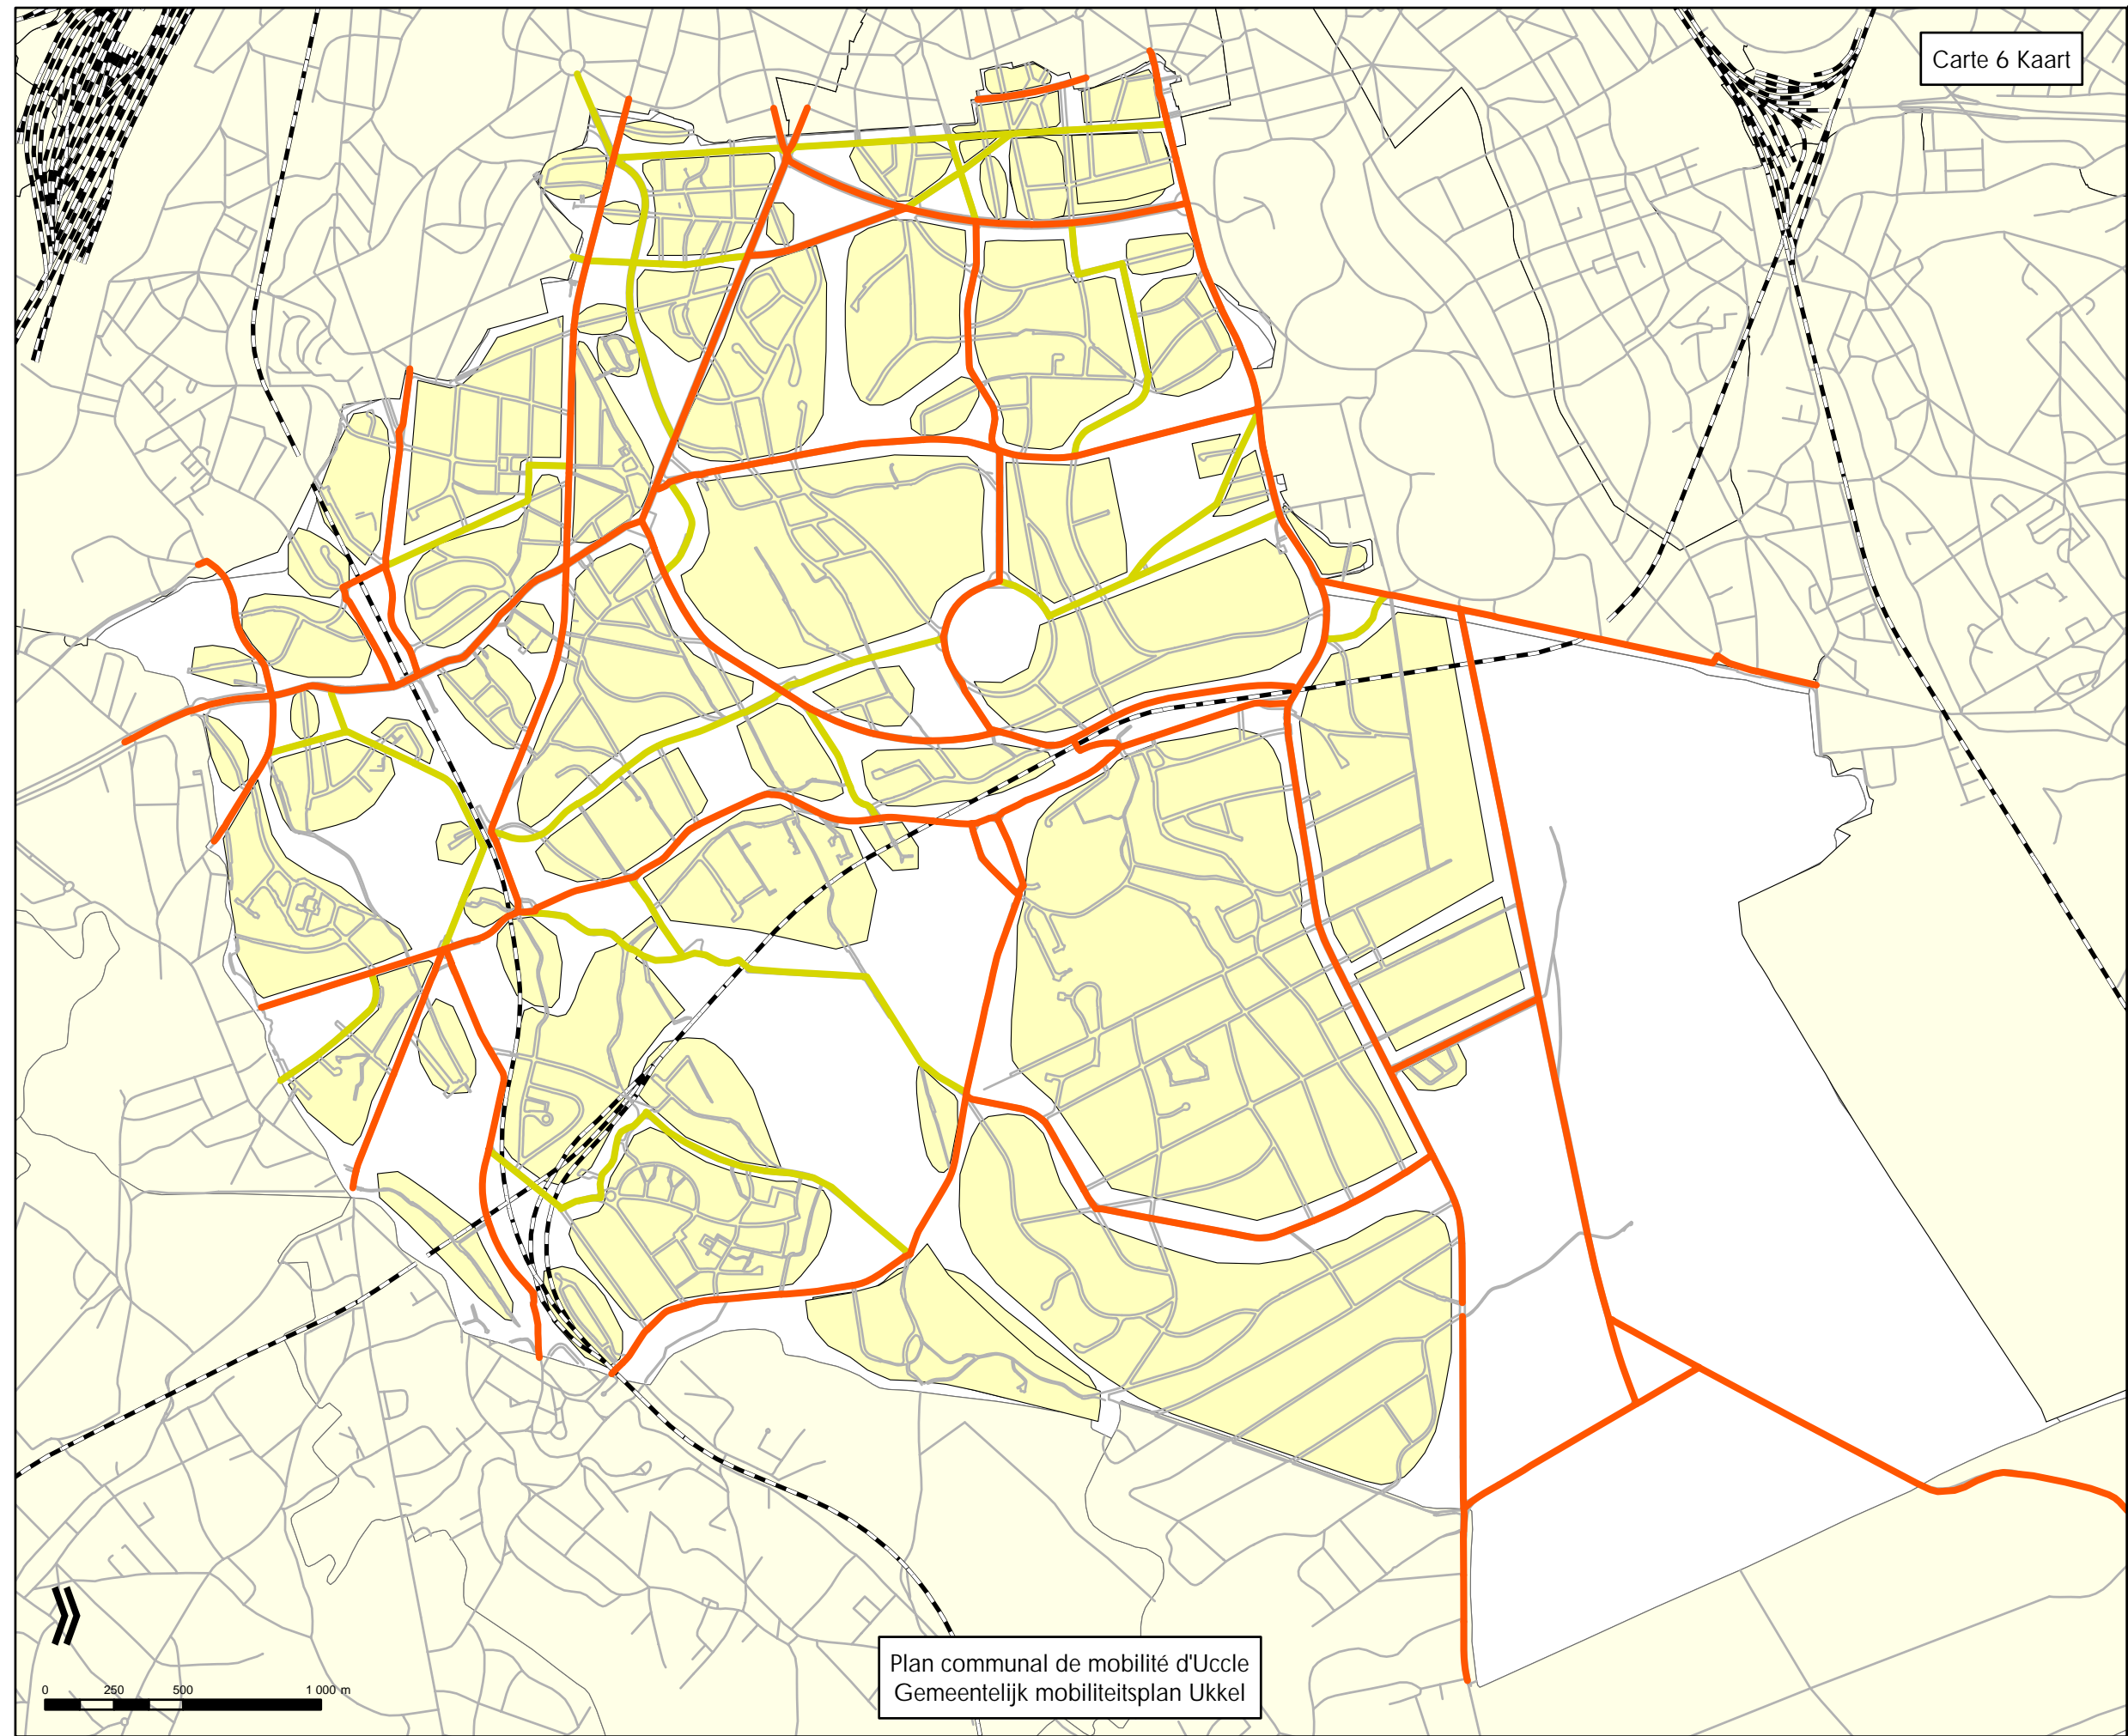 Carte 6 Kaart
0 250 500 1 000 m
Plan communal de mobilité d'Uccle
Gemeentelijk mobiliteitsplan Ukkel